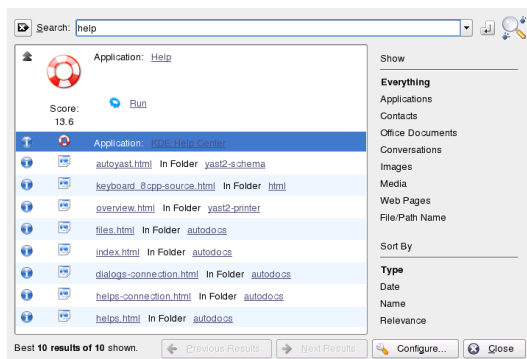 Search: help
Application: Help
Show
Everything
Run
Applications
Score:
13.6
Contacts
Office Documents
Application: KDE Help Center
Conversations
autoyast.html In Folder yast2-schema
Images
keyboard_8cpp-source.html In Folder html
Media
overview.html In Folder yast2-printer
Web Pages
File/Path Name
files.html In Folder autodocs
index.html In Folder autodocs
Sort By
dialogs-connection.html In Folder autodocs
Type
helps-connection.html In Folder autodocs
Date
Name
helps.html In Folder autodocs
Relevance
Best 10 results of 10 shown.
Previous Results
Next Results
Configure...
Close